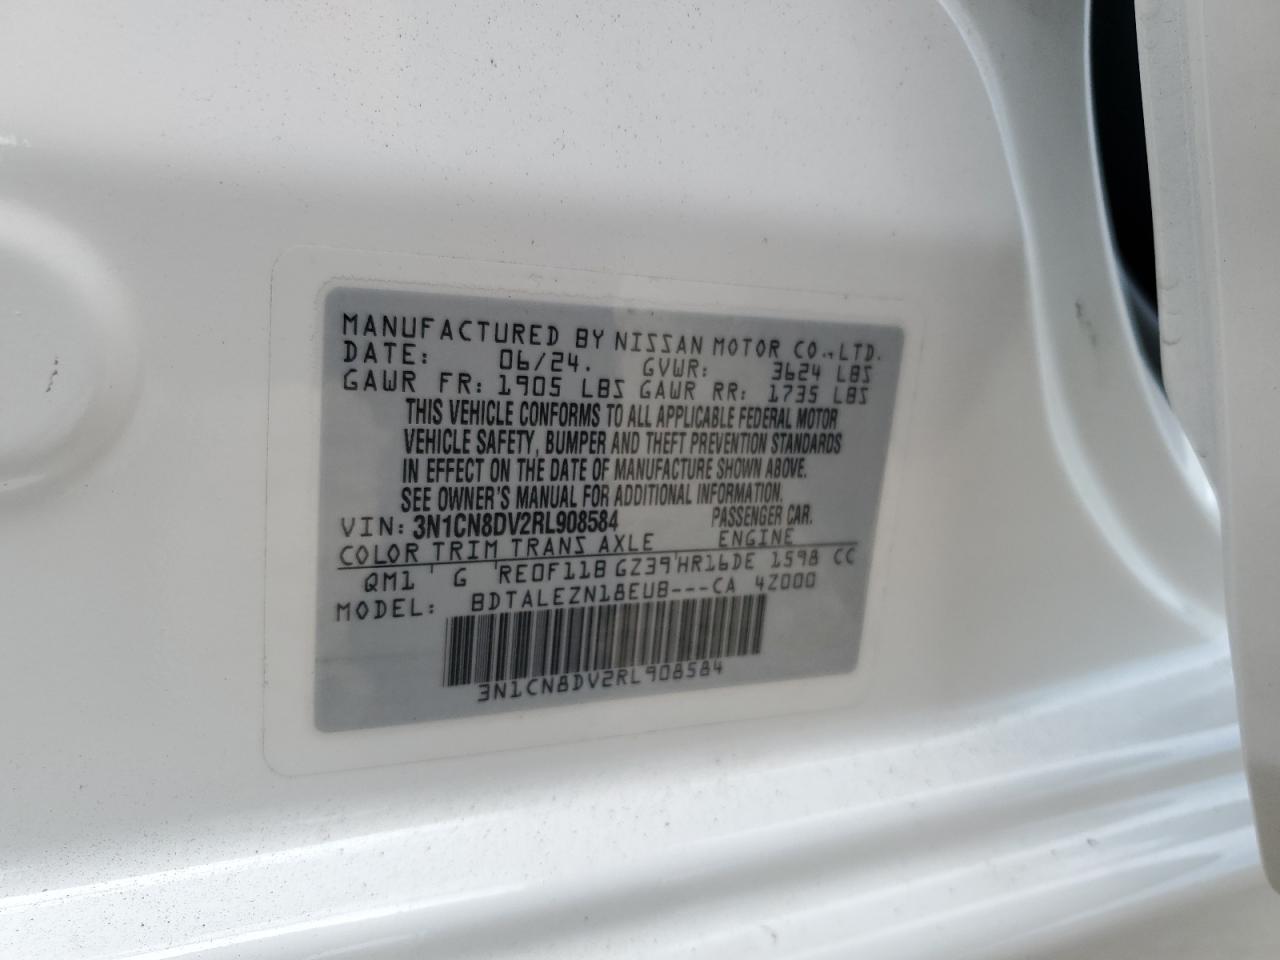 MANUFACTURED BY NISSAN MOTOR CO.,LTD.
DATE: 06/24. GVWR: 3624 LBS
GAWR FR: 1905 LBS GAWR RR: 1735 LBS
THIS VEHICLE CONFORMS TO ALL APPLICABLE FEDERAL MOTOR
VEHICLE SAFETY, BUMPER AND THEFT PREVENTION STANDARDS
IN EFFECT ON THE DATE OF MANUFACTURE SHOWN ABOVE.
SEE OWNER'S MANUAL FOR ADDITIONAL INFORMATION.
VIN: 3N1CN8DV2RL908584 PASSENGER CAR.
COLOR TRIM TRANS AXLE ENGINE
QM1 ' G 'RE0F11B GZ39'HR16DE 1598 CC
MODEL: BDTALEZN18EUB---CA 4Z000
3N1CN8DV2RL908584